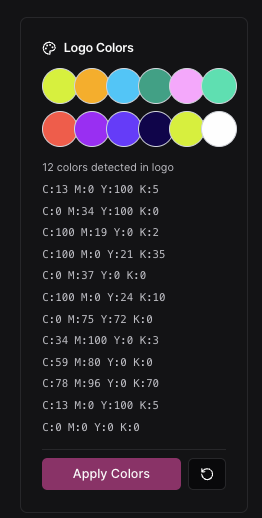 Logo Colors
12 colors detected in logo
C:13 M:0 Y:100 K:5
C:0 M:34 Y:100 K:0
C:100 M:19 Y:0 K:2
C:100 M:0 Y:21 K:35
C:0 M:37 Y:0 K:0
C:100 M:0 Y:24 K:10
C:0 M:75 Y:72 K:0
C:34 M:100 Y:0 K:3
C:59 M:80 Y:0 K:0
C:78 M:96 Y:0 K:70
C:13 M:0 Y:100 K:5
C:0 M:0 Y:0 K:0
Apply Colors